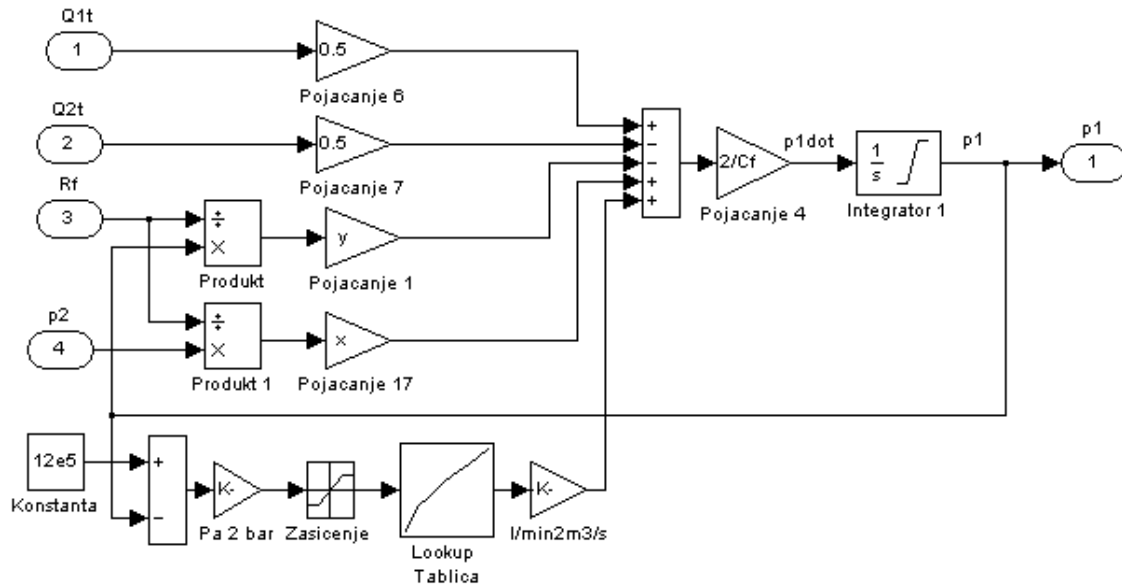 Q1t
1
0.5
Pojacanje 6
Q2t
2
0.5
Pojacanje 7
Rf
3
÷
×
Produkt
y
Pojacanje 1
p2
4
÷
×
Produkt 1
x
Pojacanje 17
+
−
−
+
+
2/Cf
Pojacanje 4
p1dot
1
s
Integrator 1
p1
p1
1
12e5
Konstanta
+
−
K-
Pa 2 bar
Zasicenje
Lookup
Tablica
K-
l/min2m3/s